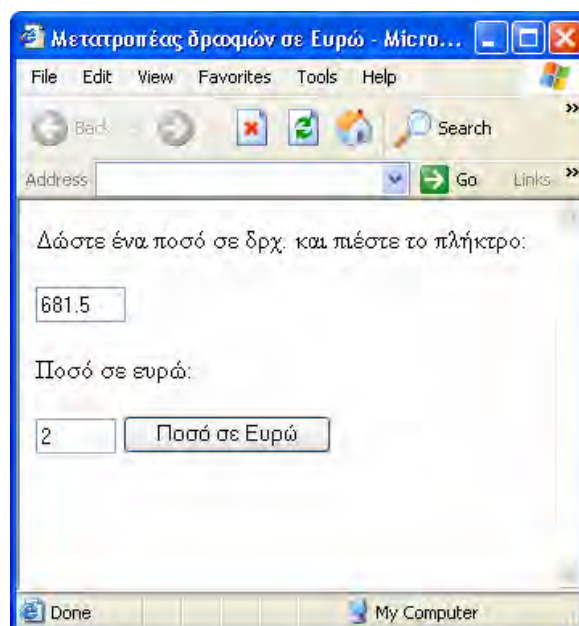 Μετατροπέας δραχμών σε Ευρώ - Micro...
File Edit View Favorites Tools Help
Back Search »
Address Go Links »
Δώστε ένα ποσό σε δρχ. και πιέστε το πλήκτρο:
681.5
Ποσό σε ευρώ:
2 Ποσό σε Ευρώ
Done My Computer